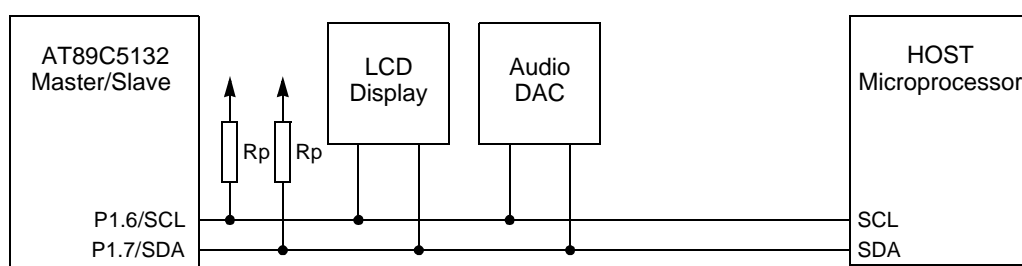 AT89C5132
Master/Slave
LCD
Display
Audio
DAC
HOST
Microprocessor
Rp
Rp
P1.6/SCL
P1.7/SDA
SCL
SDA